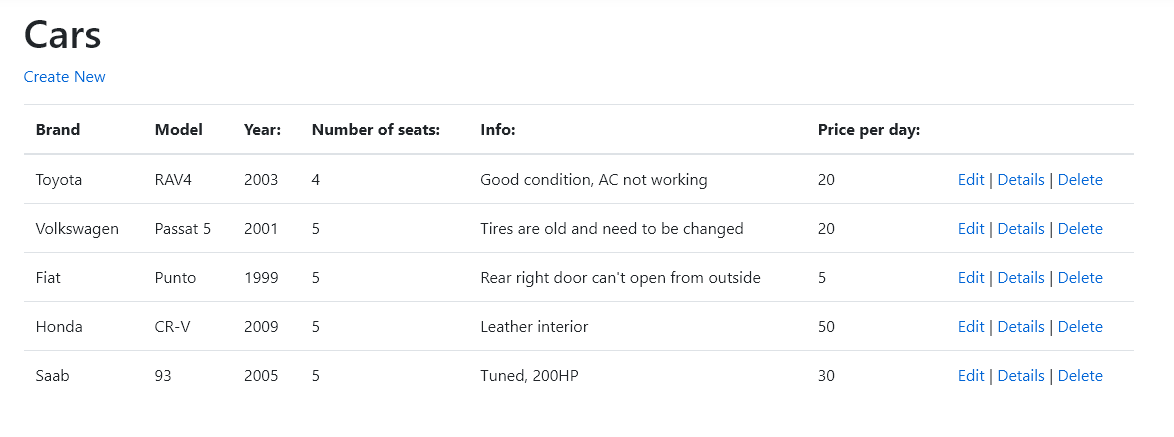 Cars
Create New
Brand Model Year: Number of seats: Info: Price per day:
Toyota RAV4 2003 4 Good condition, AC not working 20 Edit | Details | Delete
Volkswagen Passat 5 2001 5 Tires are old and need to be changed 20 Edit | Details | Delete
Fiat Punto 1999 5 Rear right door can't open from outside 5 Edit | Details | Delete
Honda CR-V 2009 5 Leather interior 50 Edit | Details | Delete
Saab 93 2005 5 Tuned, 200HP 30 Edit | Details | Delete